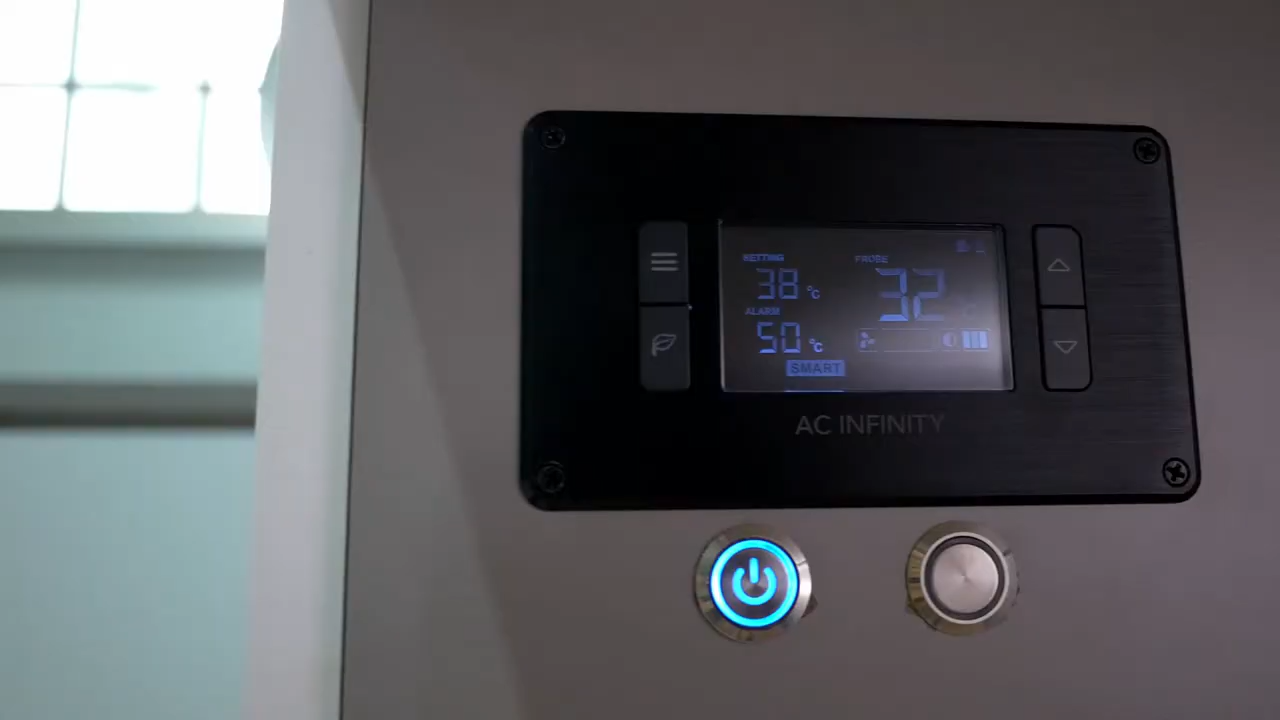 SETTING
38 °C
PROBE
32
ALARM
50 °C
SMART
AC INFINITY